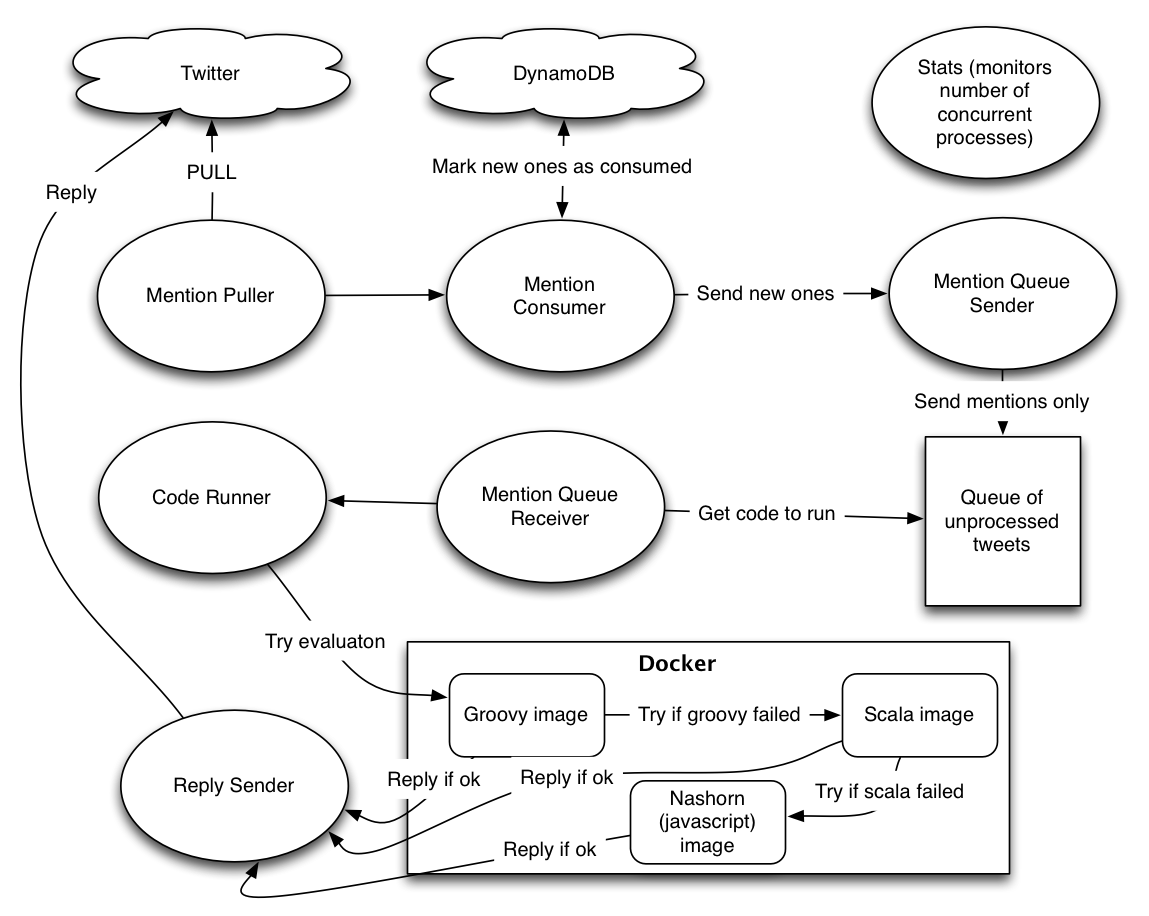 Twitter
DynamoDB
Stats (monitors
number of
concurrent
processes)
PULL
Mark new ones as consumed
Reply
Mention Puller
Mention
Consumer
Send new ones
Mention Queue
Sender
Send mentions only
Code Runner
Mention Queue
Receiver
Get code to run
Queue of
unprocessed
tweets
Try evaluaton
Docker
Groovy image
Try if groovy failed
Scala image
Reply Sender
Reply if ok
Reply if ok
Try if scala failed
Nashorn
(javascript)
image
Reply if ok